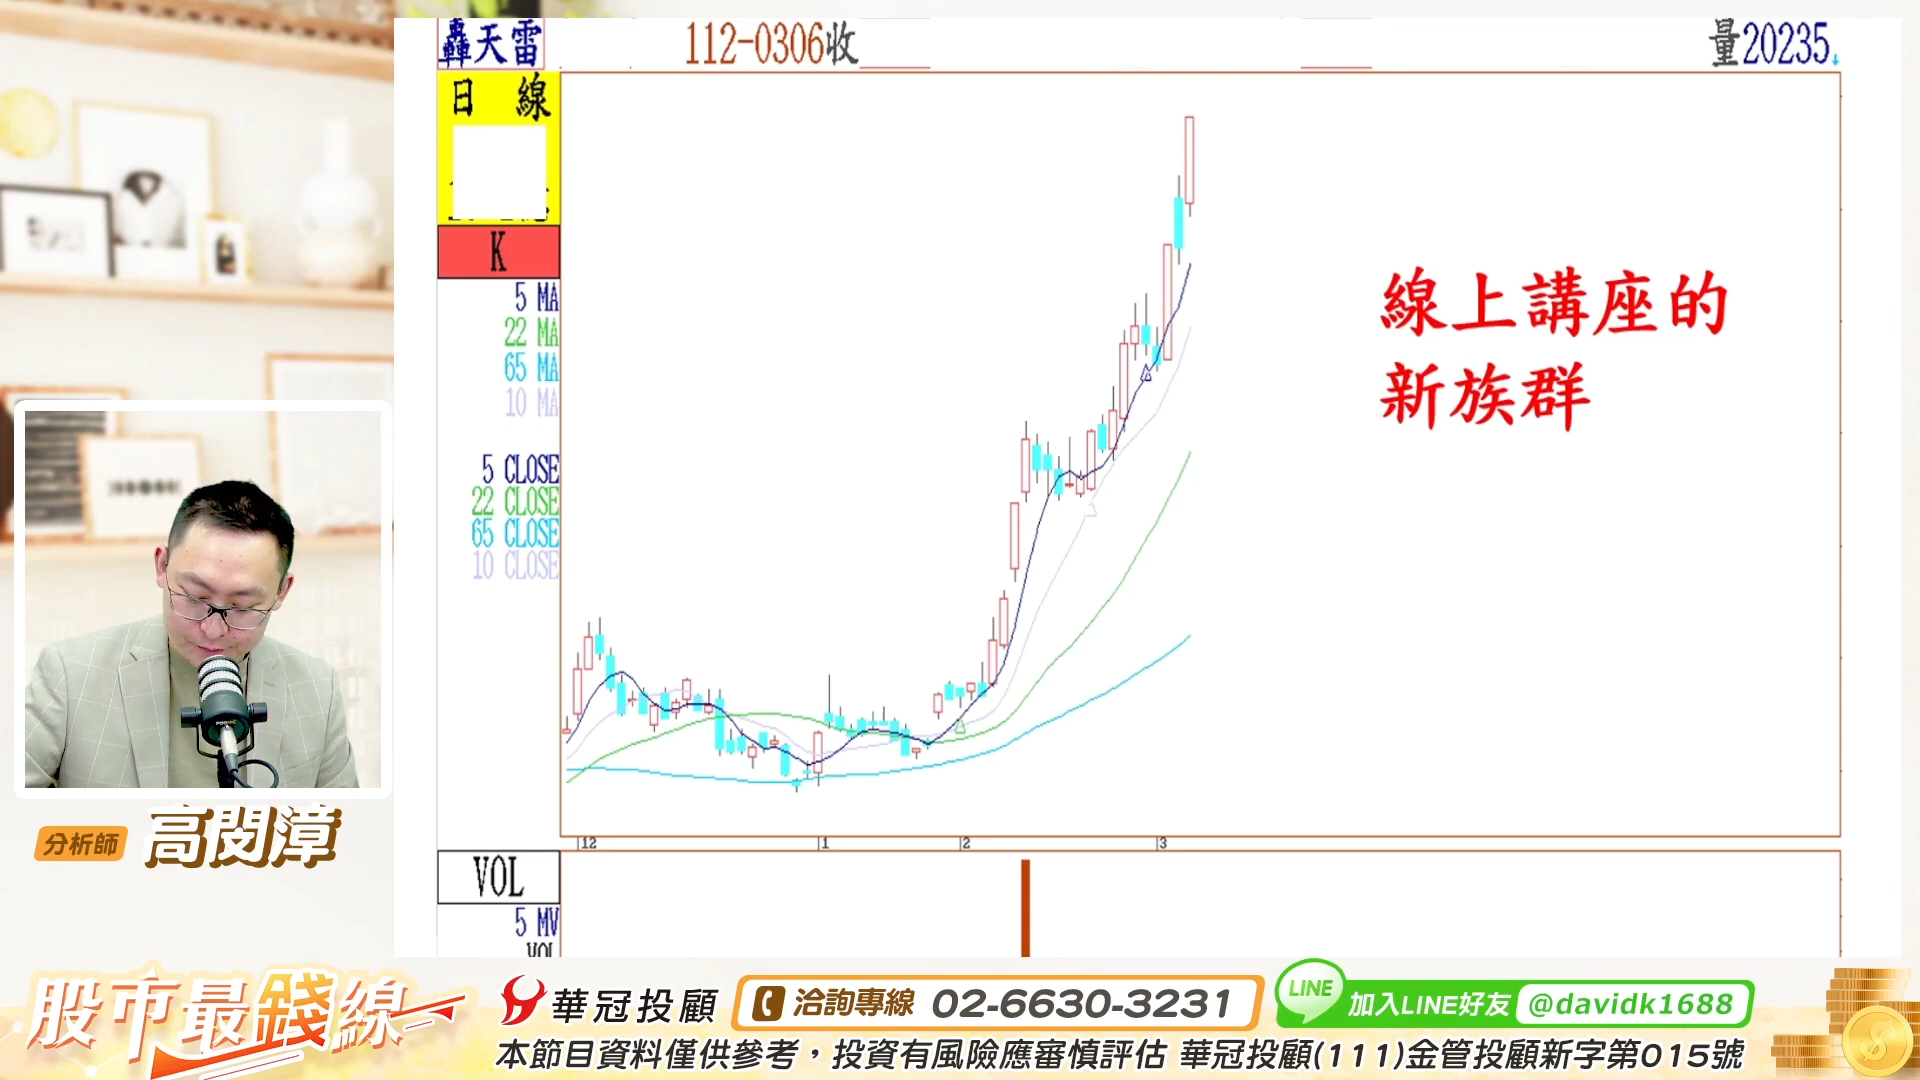 轟天雷
112-0306收
量20235↓
日 線
K
5 MA
22 MA
65 MA
10 MA
5 CLOSE
22 CLOSE
65 CLOSE
10 CLOSE
線上講座的
新族群
12 1 2 3
VOL
5 MV
VOL
分析師 高閔漳
股市最錢線
華冠投顧
洽詢專線 02-6630-3231
LINE 加入LINE好友 @davidk1688
本節目資料僅供參考，投資有風險應審慎評估 華冠投顧(111)金管投顧新字第015號